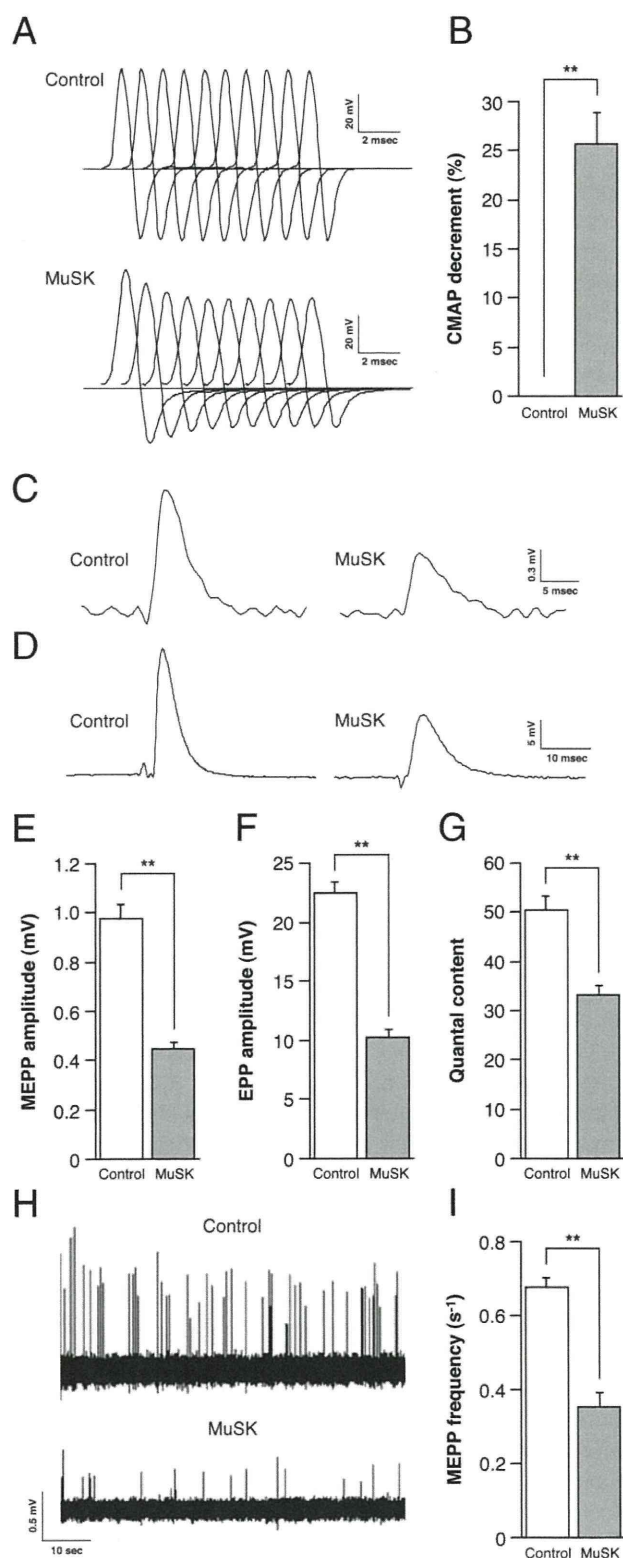 A
Control
20 mV
2 msec
MuSK
20 mV
2 msec
B
**
CMAP decrement (%)
30
25
20
15
10
5
0
Control MuSK
C
Control
MuSK
0.3 mV
5 msec
D
Control
MuSK
5 mV
10 msec
E
**
MEPP amplitude (mV)
1.2
1.0
0.8
0.6
0.4
0.2
0
Control MuSK
F
**
EPP amplitude (mV)
25
20
15
10
5
0
Control MuSK
G
**
Quantal content
60
50
40
30
20
10
0
Control MuSK
H
Control
MuSK
0.5 mV
10 sec
I
**
MEPP frequency (s⁻¹)
0.8
0.6
0.4
0.2
0
Control MuSK